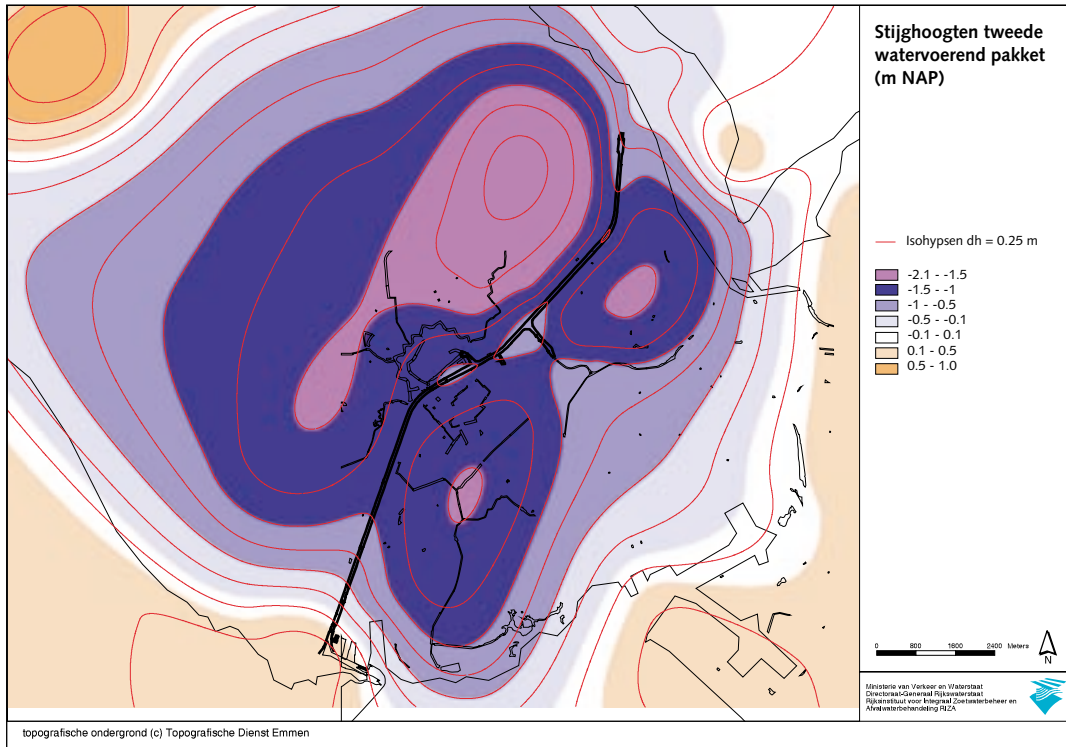 Stijghoogten tweede
watervoerend pakket
(m NAP)
Isohypsen dh = 0.25 m
-2.1 - -1.5
-1.5 - -1
-1 - -0.5
-0.5 - -0.1
-0.1 - 0.1
0.1 - 0.5
0.5 - 1.0
0 800 1600 2400 Meters
N
Ministerie van Verkeer en Waterstaat
Directoraat-Generaal Rijkswaterstaat
Rijksinstituut voor Integraal Zoetwaterbeheer en
Afvalwaterbehandeling RIZA
topografische ondergrond (c) Topografische Dienst Emmen